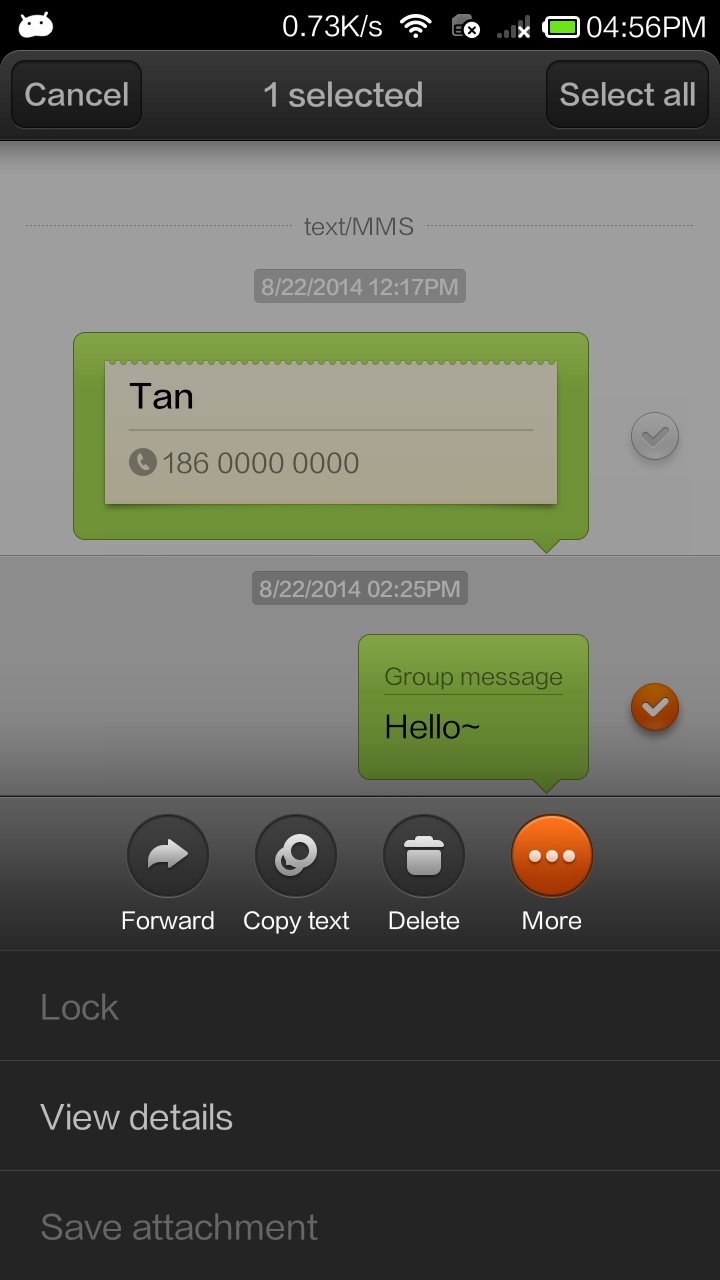 0.73K/s 04:56PM
Cancel 1 selected Select all
text/MMS
8/22/2014 12:17PM
Tan
186 0000 0000
8/22/2014 02:25PM
Group message
Hello~
Forward Copy text Delete More
Lock
View details
Save attachment